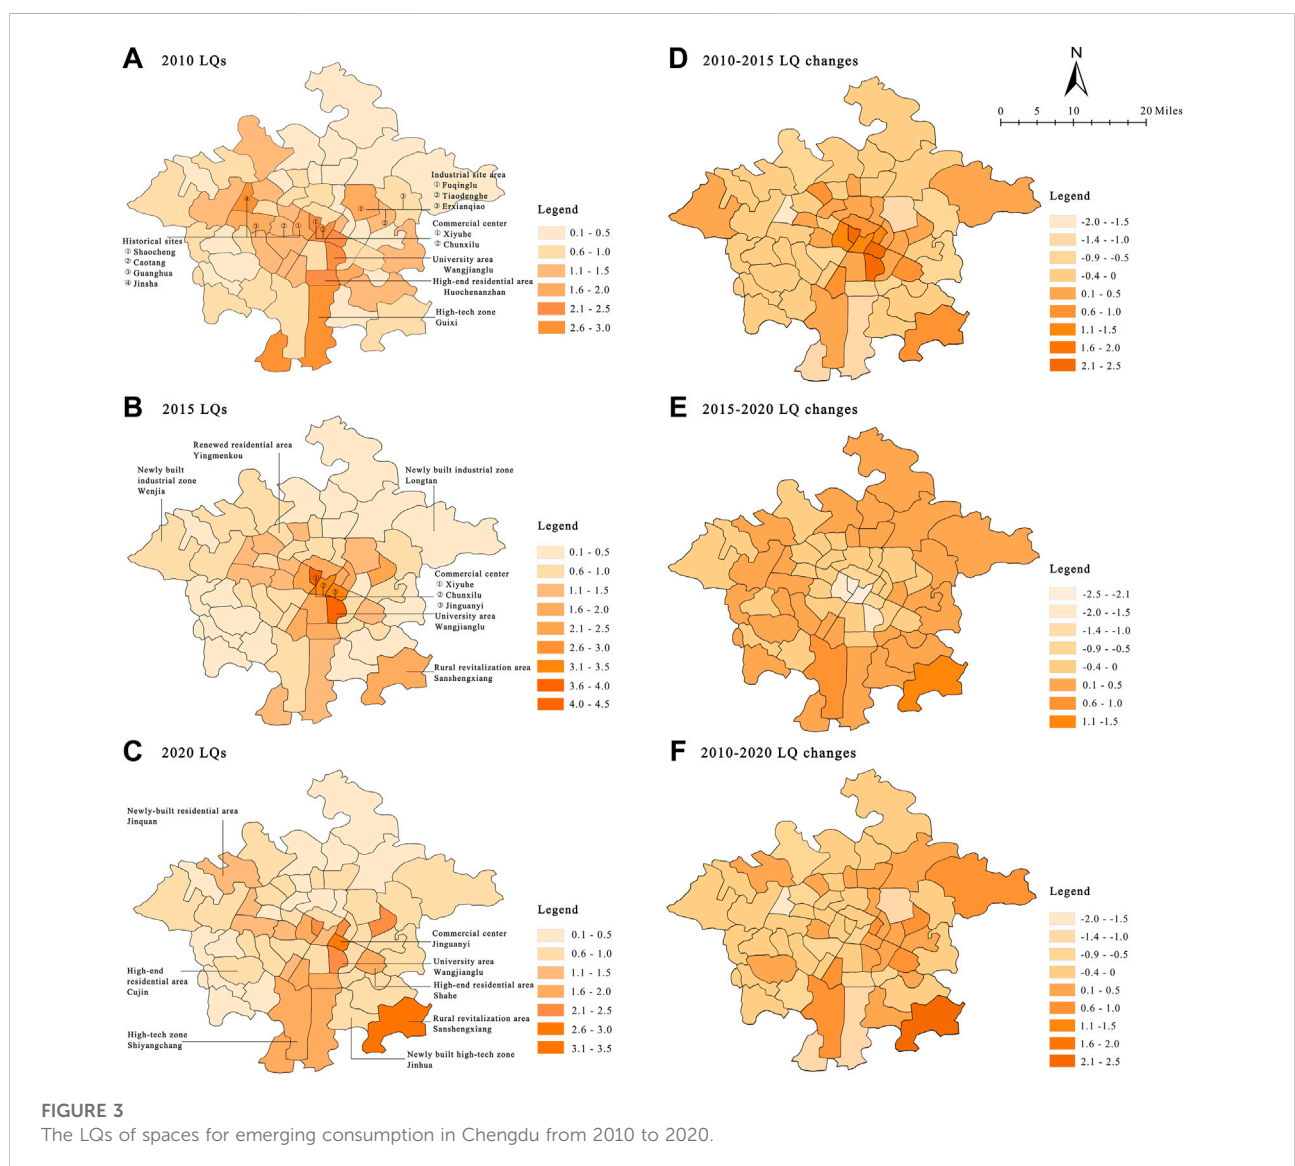 A 2010 LQs
Industrial site area
① Fuqinglu
② Tiaodenghe
③ Erxianqiao
Commercial center
① Xiyuhe
② Chunxilu
University area
Wangjianglu
High-end residential area
Huochenanzhan
High-tech zone
Guixi
Historical sites
① Shaocheng
② Caotang
③ Guanghua
④ Jinsha
④
③
②
①
①
②
①
②
③
Legend
0.1 - 0.5
0.6 - 1.0
1.1 - 1.5
1.6 - 2.0
2.1 - 2.5
2.6 - 3.0
D 2010-2015 LQ changes
N
0 5 10 20 Miles
Legend
-2.0 - -1.5
-1.4 - -1.0
-0.9 - -0.5
-0.4 - 0
0.1 - 0.5
0.6 - 1.0
1.1 -1.5
1.6 - 2.0
2.1 - 2.5
B 2015 LQs
Renewed residential area
Yingmenkou
Newly built
industrial zone
Wenjia
Newly built industrial zone
Longtan
Commercial center
① Xiyuhe
② Chunxilu
③ Jinguanyi
University area
Wangjianglu
Rural revitalization area
Sanshengxiang
①
②
③
Legend
0.1 - 0.5
0.6 - 1.0
1.1 - 1.5
1.6 - 2.0
2.1 - 2.5
2.6 - 3.0
3.1 - 3.5
3.6 - 4.0
4.0 - 4.5
E 2015-2020 LQ changes
Legend
-2.5 - -2.1
-2.0 - -1.5
-1.4 - -1.0
-0.9 - -0.5
-0.4 - 0
0.1 - 0.5
0.6 - 1.0
1.1 -1.5
C 2020 LQs
Newly-built residential area
Jinquan
High-end
residential area
Cujin
High-tech zone
Shiyangchang
Commercial center
Jinguanyi
University area
Wangjianglu
High-end residential area
Shahe
Rural revitalization area
Sanshengxiang
Newly built high-tech zone
Jinhua
Legend
0.1 - 0.5
0.6 - 1.0
1.1 - 1.5
1.6 - 2.0
2.1 - 2.5
2.6 - 3.0
3.1 - 3.5
F 2010-2020 LQ changes
Legend
-2.0 - -1.5
-1.4 - -1.0
-0.9 - -0.5
-0.4 - 0
0.1 - 0.5
0.6 - 1.0
1.1 -1.5
1.6 - 2.0
2.1 - 2.5
FIGURE 3
The LQs of spaces for emerging consumption in Chengdu from 2010 to 2020.